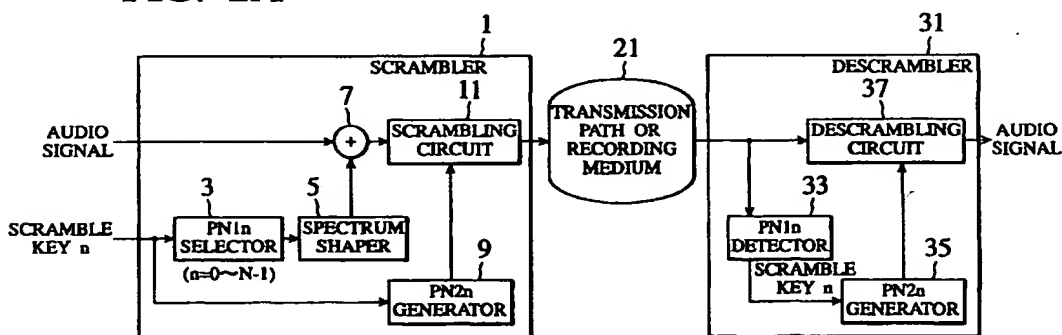 1
SCRAMBLER
31
DESCRAMBLER
21
7
11
37
AUDIO
SIGNAL
+
SCRAMBLING
CIRCUIT
TRANSMISSION
PATH OR
RECORDING
MEDIUM
DESCRAMBLING
CIRCUIT
AUDIO
SIGNAL
3
5
33
SCRAMBLE
KEY n
PN1n
SELECTOR
(n=0~N-1)
SPECTRUM
SHAPER
PN1n
DETECTOR
9
SCRAMBLE
KEY n
35
PN2n
GENERATOR
PN2n
GENERATOR